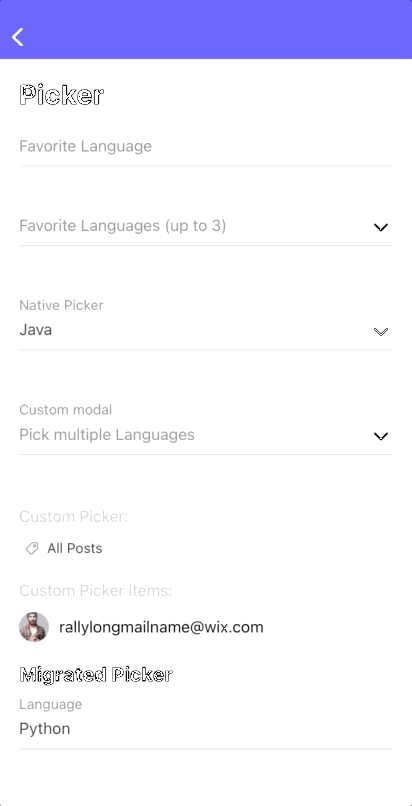 Picker
Favorite Language
Favorite Languages (up to 3)
Native Picker
Java
Custom modal
Pick multiple Languages
Custom Picker:
All Posts
Custom Picker Items:
rallylongmailname@wix.com
Migrated Picker
Language
Python